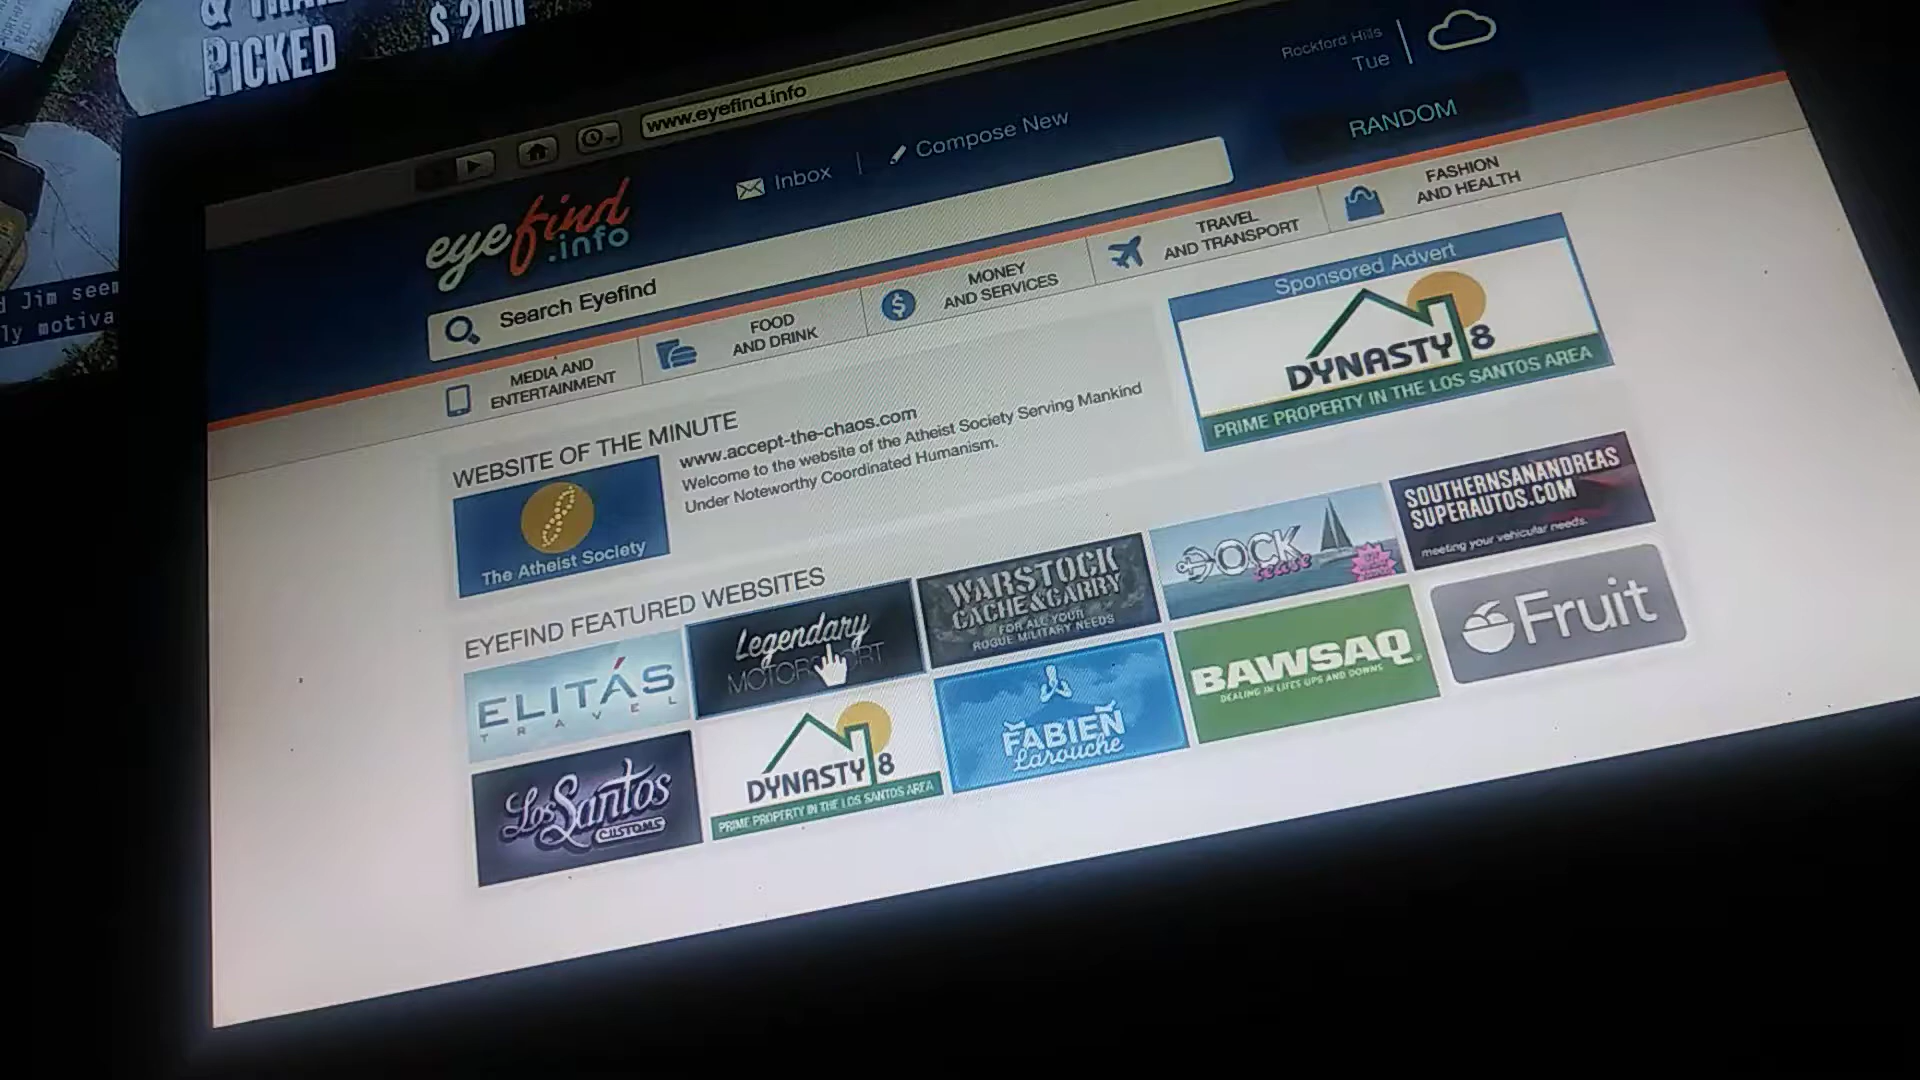 PICKED
$200
d Jim seem
ly motiva
www.eyefind.info
Rockford Hills
Tue
eyefind
.info
Inbox
Compose New
RANDOM
Search Eyefind
MEDIA AND
ENTERTAINMENT
FOOD
AND DRINK
MONEY
AND SERVICES
TRAVEL
AND TRANSPORT
FASHION
AND HEALTH
WEBSITE OF THE MINUTE
The Atheist Society
www.accept-the-chaos.com
Welcome to the website of the Atheist Society Serving Mankind
Under Noteworthy Coordinated Humanism.
Sponsored Advert
DYNASTY 8
PRIME PROPERTY IN THE LOS SANTOS AREA
EYEFIND FEATURED WEBSITES
ELITÁS
TRAVEL
Legendary
MOTORSPORT
WARSTOCK
CACHE&CARRY
FOR ALL YOUR
ROGUE MILITARY NEEDS
DOCK
tease
SOUTHERNSANANDREAS
SUPERAUTOS.COM
meeting your vehicular needs.
Los Santos
CUSTOMS
DYNASTY 8
PRIME PROPERTY IN THE LOS SANTOS AREA
FABIEN
Larouche
BAWSAQ
DEALING IN LIFE'S UPS AND DOWNS
Fruit